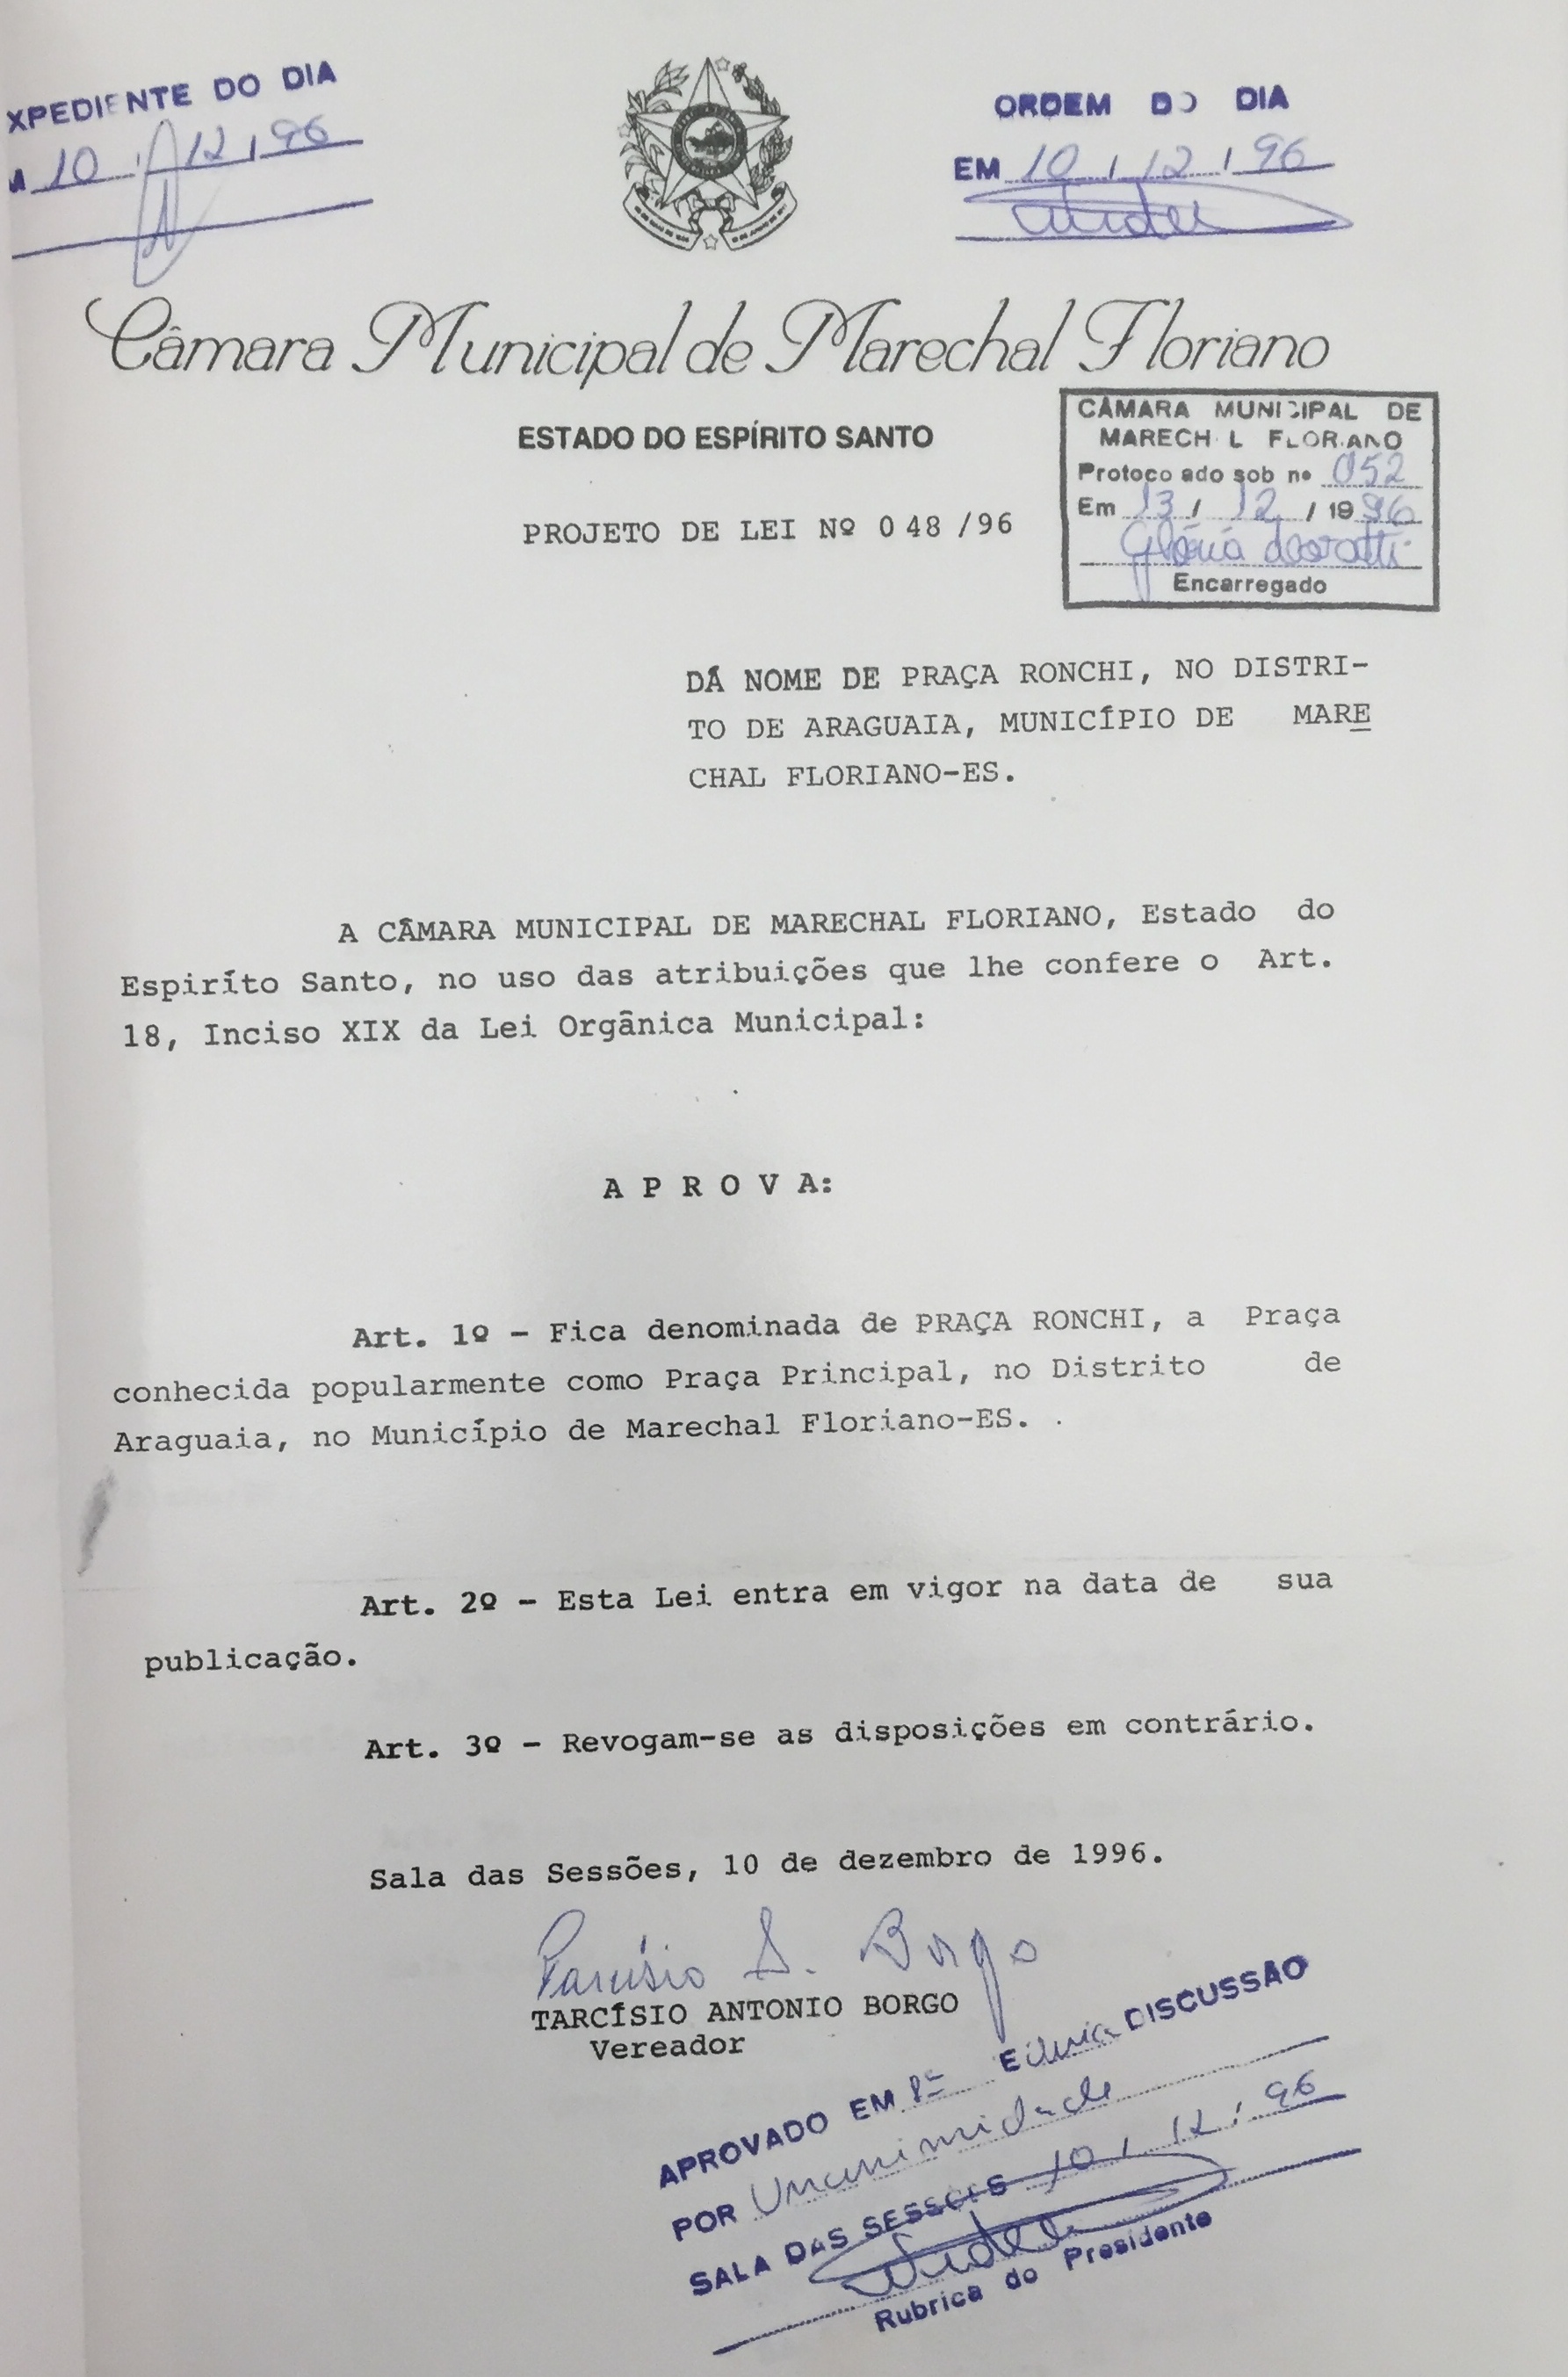 XPEDIENTE DO DIA
10 / 12 / 96
ORDEM DO DIA
EM 10 / 12 / 96
Câmara Municipal de Marechal Floriano
ESTADO DO ESPÍRITO SANTO
CÂMARA MUNICIPAL DE
MARECHAL FLORIANO
Protocolado sob nº 052
Em 13 / 12 / 1996
Glória
Encarregado
PROJETO DE LEI Nº 048/96
DÁ NOME DE PRAÇA RONCHI, NO DISTRI-
TO DE ARAGUAIA, MUNICÍPIO DE MARE
CHAL FLORIANO-ES.
A CÂMARA MUNICIPAL DE MARECHAL FLORIANO, Estado do
Espiríto Santo, no uso das atribuições que lhe confere o Art.
18, Inciso XIX da Lei Orgânica Municipal:
A P R O V A:
Art. 1º - Fica denominada de PRAÇA RONCHI, a Praça
conhecida popularmente como Praça Principal, no Distrito de
Araguaia, no Município de Marechal Floriano-ES.
Art. 2º - Esta Lei entra em vigor na data de sua
publicação.
Art. 3º - Revogam-se as disposições em contrário.
Sala das Sessões, 10 de dezembro de 1996.
Tarcísio A. Borgo
TARCÍSIO ANTONIO BORGO
Vereador
APROVADO EM 1ª E única DISCUSSÃO
POR Unanimidade
SALA DAS SESSÕES 10 / 12 / 96
Rubrica do Presidente